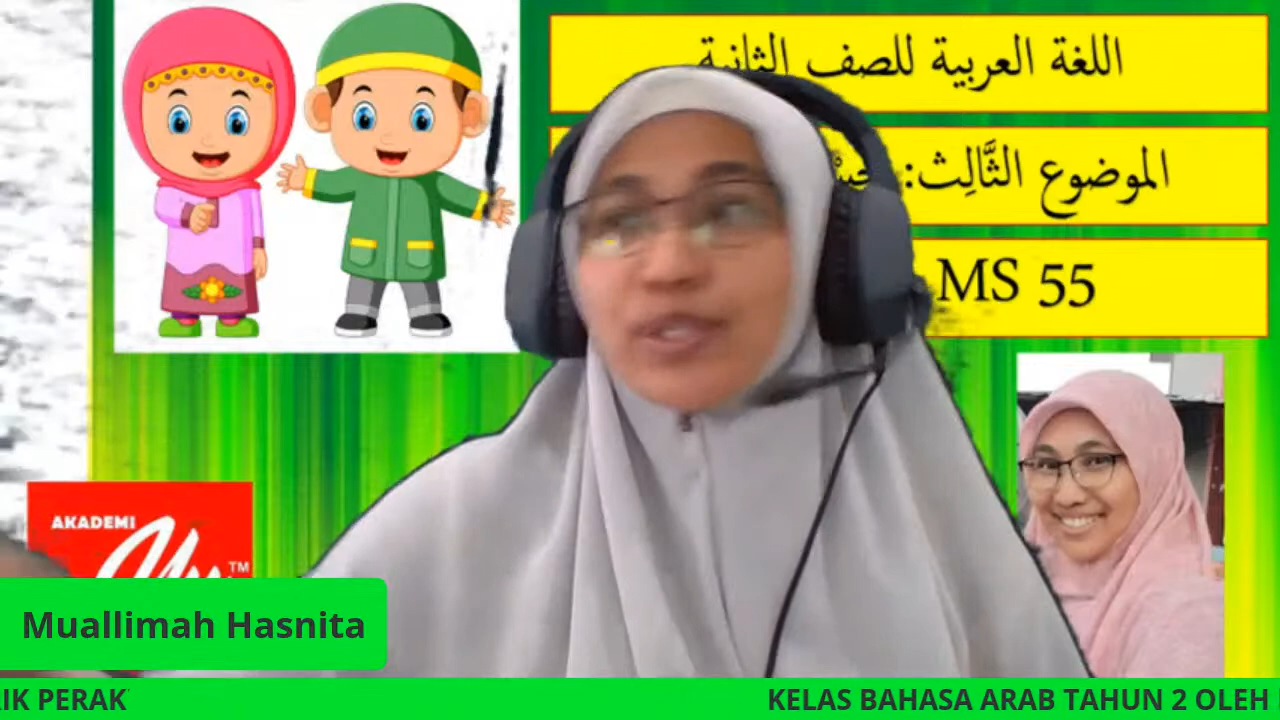 اللغة العربية للصف الثانية
الموضوع الثَّالِث:
MS 55
AKADEMI
TM
Muallimah Hasnita
IK PERAK
KELAS BAHASA ARAB TAHUN 2 OLEH